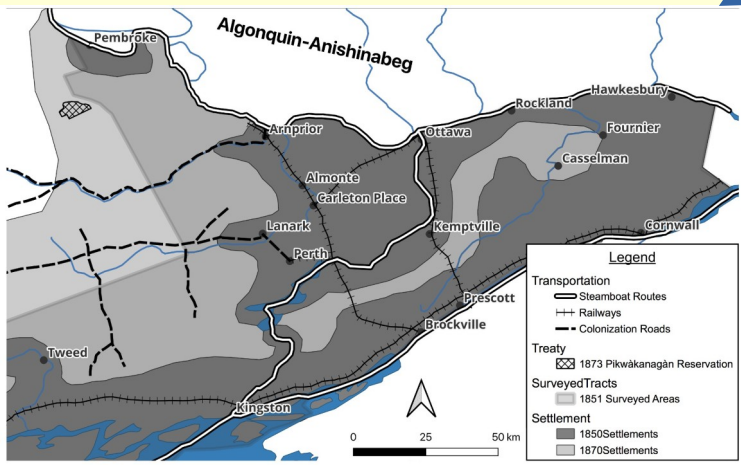 Algonquin-Anishinabeg
Pembroke
Hawkesbury
Rockland
Arnprior
Ottawa
Fournier
Casselman
Almonte
Carleton Place
Lanark
Kemptville
Cornwall
Perth
Prescott
Brockville
Tweed
Kingston
0 25 50 km
Legend
Transportation
Steamboat Routes
Railways
Colonization Roads
Treaty
1873 Pikwàkanagàn Reservation
SurveyedTracts
1851 Surveyed Areas
Settlement
1850Settlements
1870Settlements